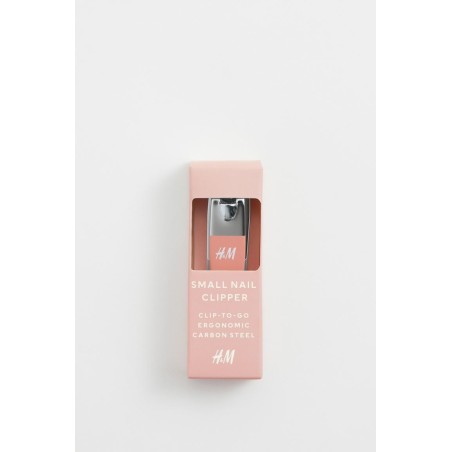 H&M
SMALL NAIL
CLIPPER
CLIP-TO-GO
ERGONOMIC
CARBON STEEL
H&M